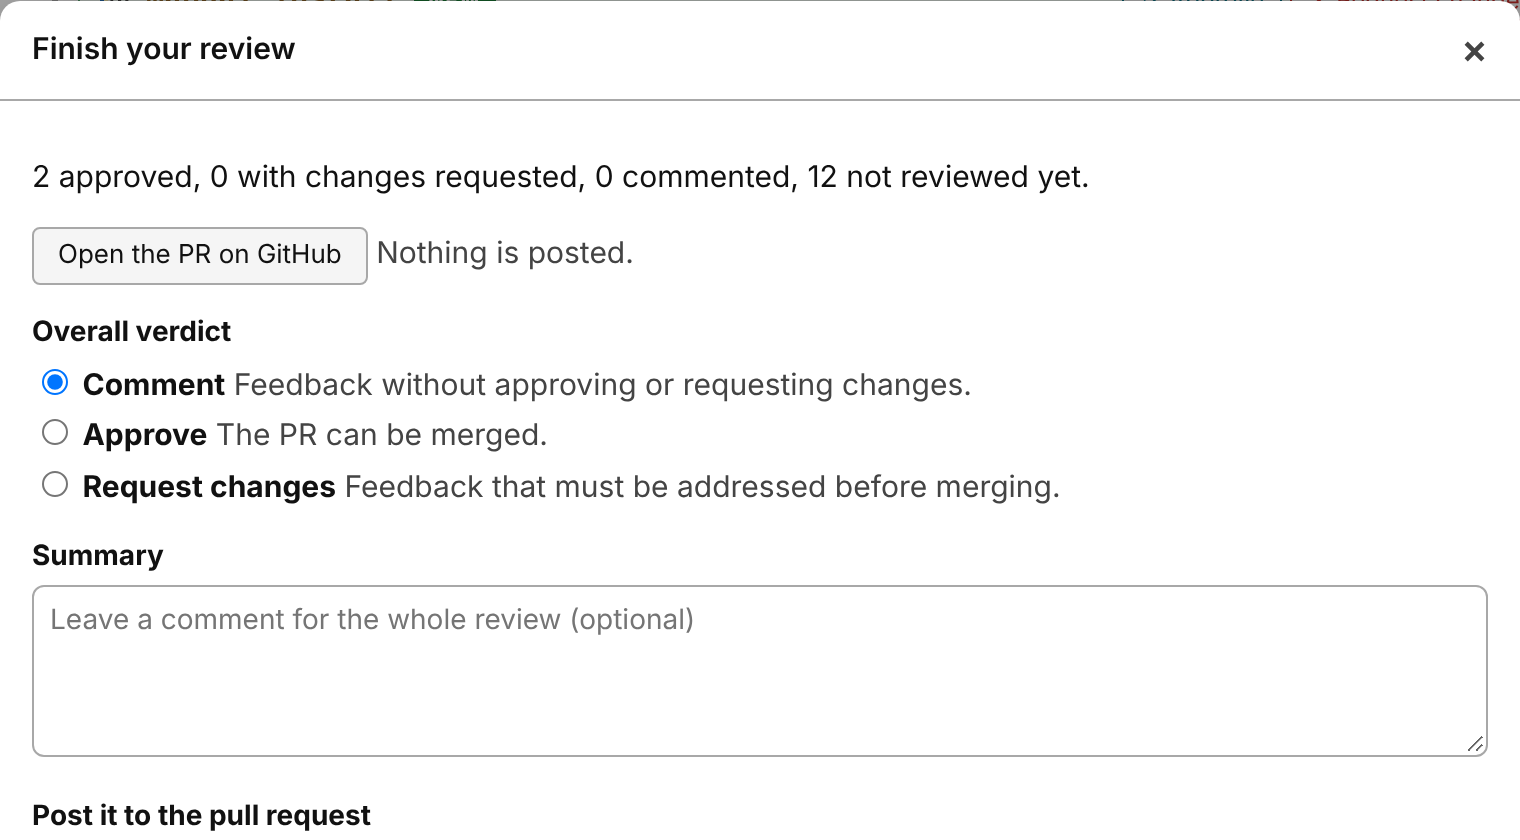 Finish your review
2 approved, 0 with changes requested, 0 commented, 12 not reviewed yet.
Open the PR on GitHub Nothing is posted.
Overall verdict
Comment Feedback without approving or requesting changes.
Approve The PR can be merged.
Request changes Feedback that must be addressed before merging.
Summary
Leave a comment for the whole review (optional)
Post it to the pull request